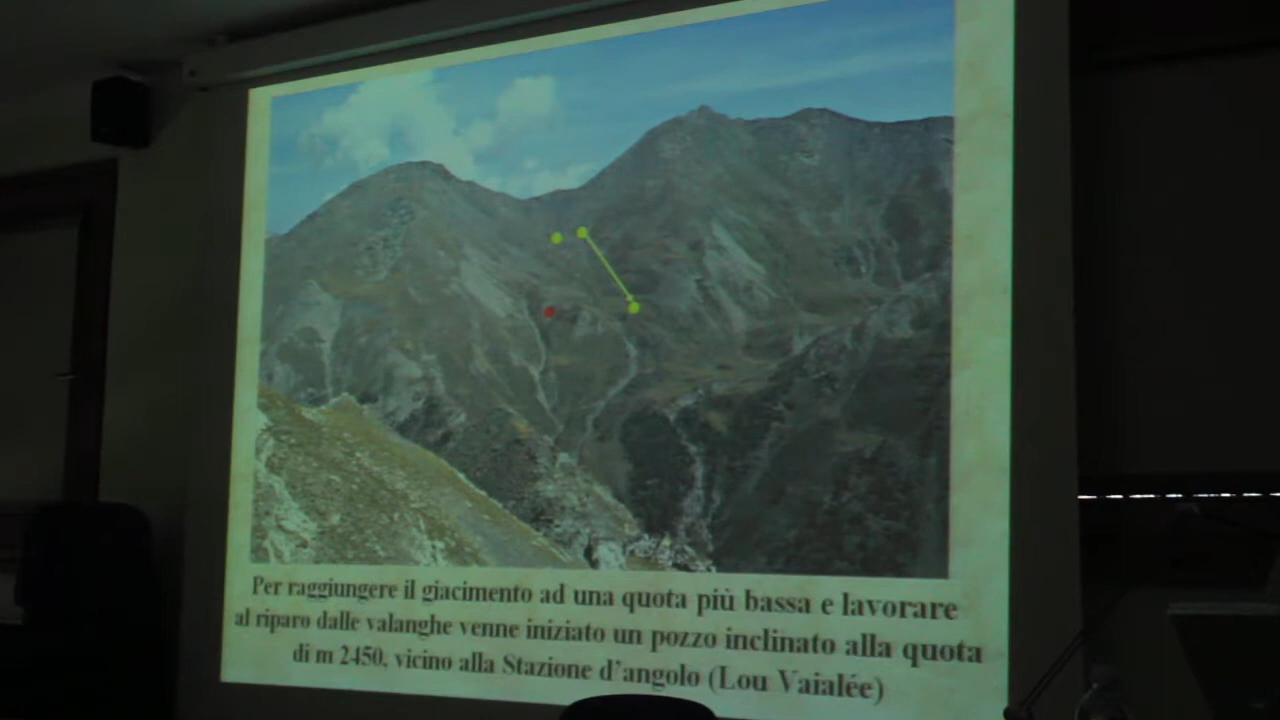 Per raggiungere il giacimento ad una quota più bassa e lavorare
al riparo dalle valanghe venne iniziato un pozzo inclinato alla quota
di m 2450, vicino alla Stazione d'angolo (Lou Vaialée)